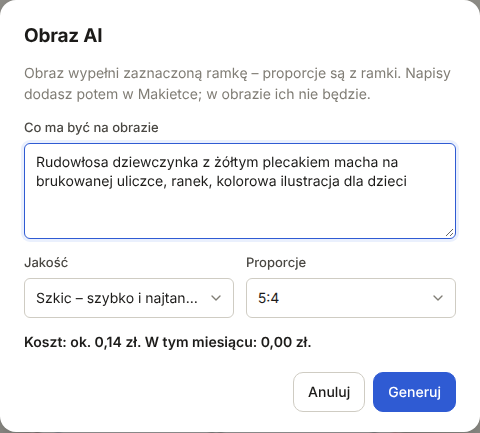 Obraz AI
Obraz wypełni zaznaczoną ramkę – proporcje są z ramki. Napisy
dodasz potem w Makietce; w obrazie ich nie będzie.
Co ma być na obrazie
Rudowłosa dziewczynka z żółtym plecakiem macha na
brukowanej uliczce, ranek, kolorowa ilustracja dla dzieci
Jakość
Proporcje
Szkic – szybko i najtan...
5:4
Koszt: ok. 0,14 zł. W tym miesiącu: 0,00 zł.
Anuluj
Generuj